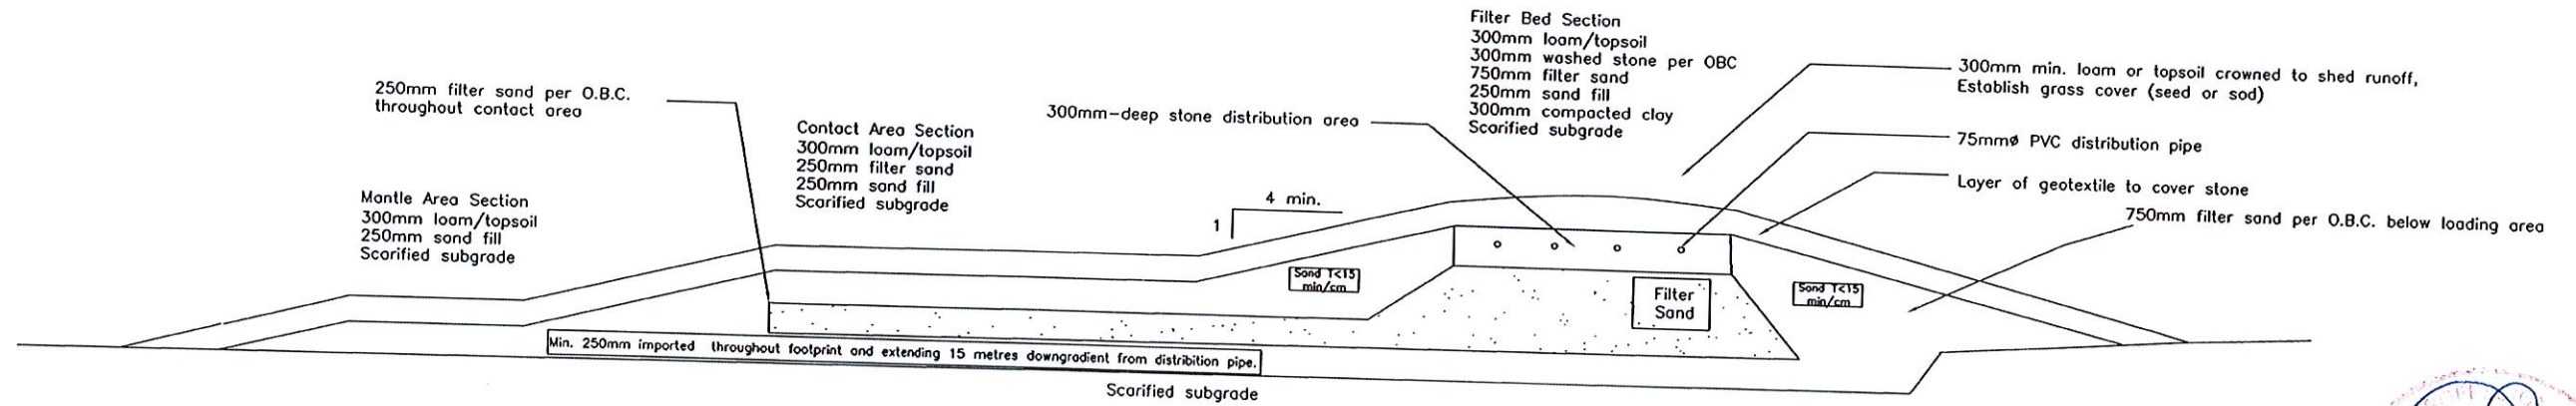 Filter Bed Section
300mm loam/topsoil
300mm washed stone per OBC
750mm filter sand
250mm sand fill
300mm compacted clay
Scarified subgrade
300mm min. loam or topsoil crowned to shed runoff,
Establish grass cover (seed or sod)
250mm filter sand per O.B.C.
throughout contact area
300mm-deep stone distribution area
Contact Area Section
300mm loam/topsoil
250mm filter sand
250mm sand fill
Scarified subgrade
75mmø PVC distribution pipe
Layer of geotextile to cover stone
Mantle Area Section
300mm loam/topsoil
250mm sand fill
Scarified subgrade
4 min.
1
750mm filter sand per O.B.C. below loading area
Sand T<15
min/cm
Filter
Sand
Sand T<15
min/cm
Min. 250mm imported throughout footprint and extending 15 metres downgradient from distribition pipe.
Scarified subgrade